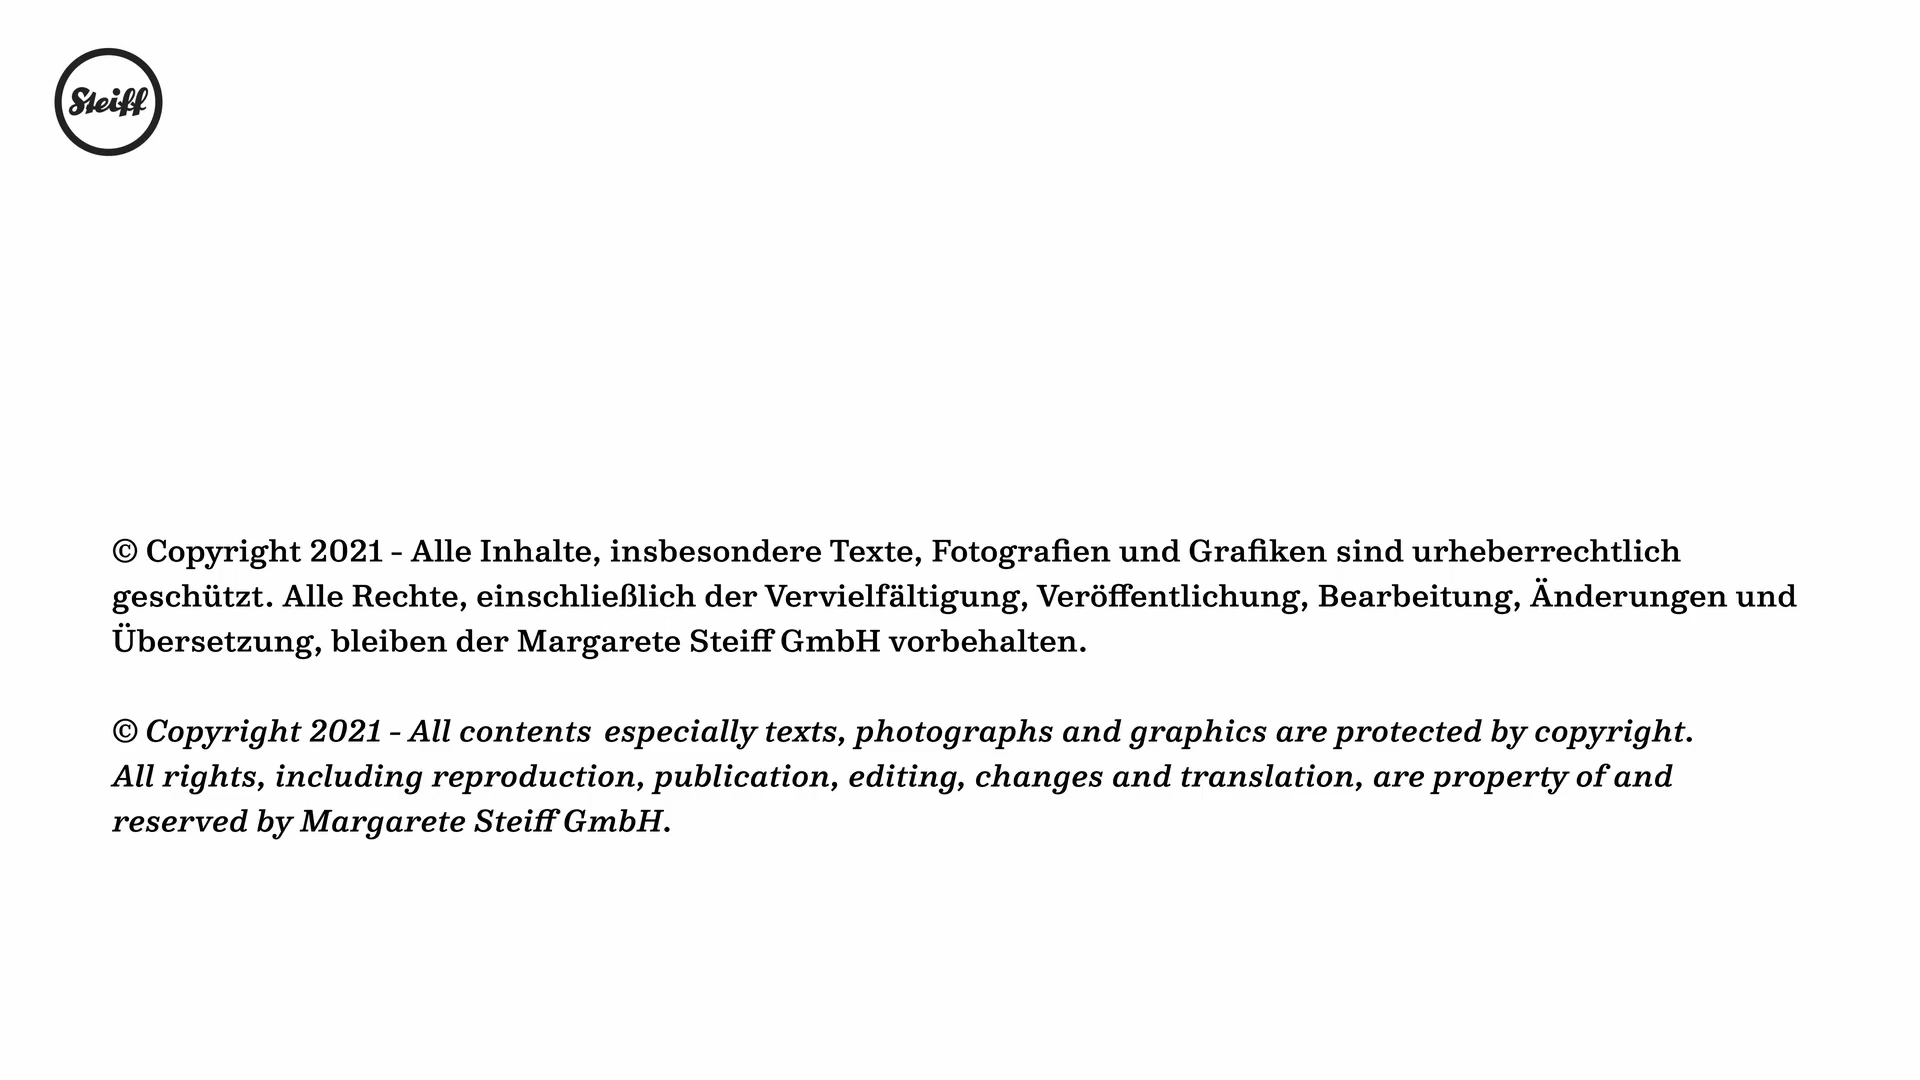 Steiff
© Copyright 2021 - Alle Inhalte, insbesondere Texte, Fotografien und Grafiken sind urheberrechtlich
geschützt. Alle Rechte, einschließlich der Vervielfältigung, Veröffentlichung, Bearbeitung, Änderungen und
Übersetzung, bleiben der Margarete Steiff GmbH vorbehalten.
© Copyright 2021 - All contents especially texts, photographs and graphics are protected by copyright.
All rights, including reproduction, publication, editing, changes and translation, are property of and
reserved by Margarete Steiff GmbH.